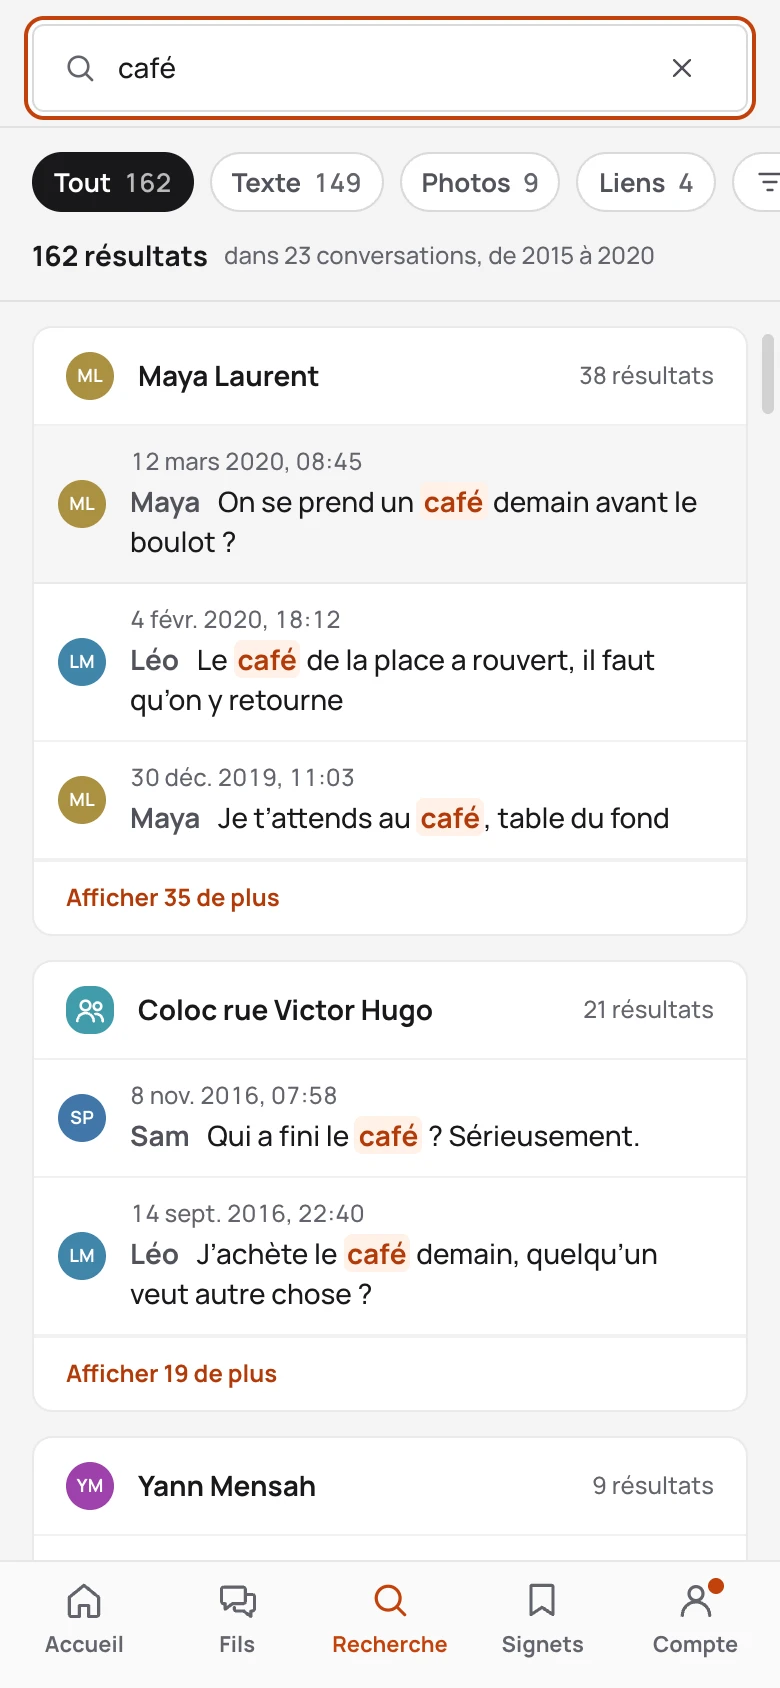 café
Tout 162 Texte 149 Photos 9 Liens 4
162 résultats dans 23 conversations, de 2015 à 2020
ML Maya Laurent 38 résultats
12 mars 2020, 08:45
ML Maya On se prend un café demain avant le
boulot ?
4 févr. 2020, 18:12
LM Léo Le café de la place a rouvert, il faut
qu’on y retourne
30 déc. 2019, 11:03
ML Maya Je t’attends au café, table du fond
Afficher 35 de plus
Coloc rue Victor Hugo 21 résultats
8 nov. 2016, 07:58
SP Sam Qui a fini le café ? Sérieusement.
14 sept. 2016, 22:40
LM Léo J’achète le café demain, quelqu’un
veut autre chose ?
Afficher 19 de plus
YM Yann Mensah 9 résultats
Accueil Fils Recherche Signets Compte